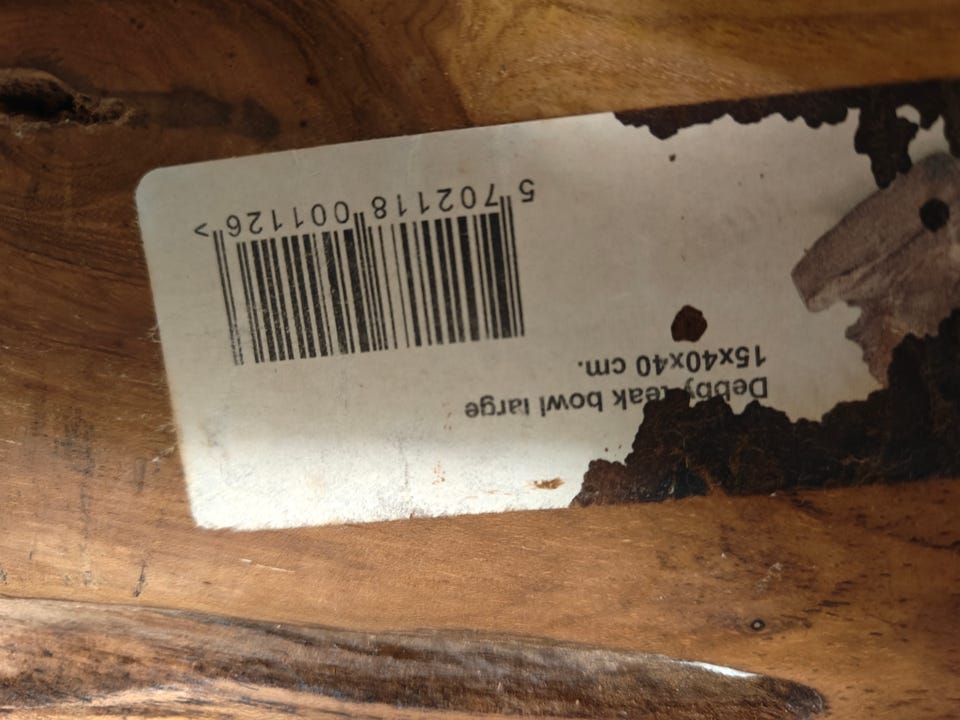 Debby teak bowl large
15x40x40 cm.
5 702118 001126 >